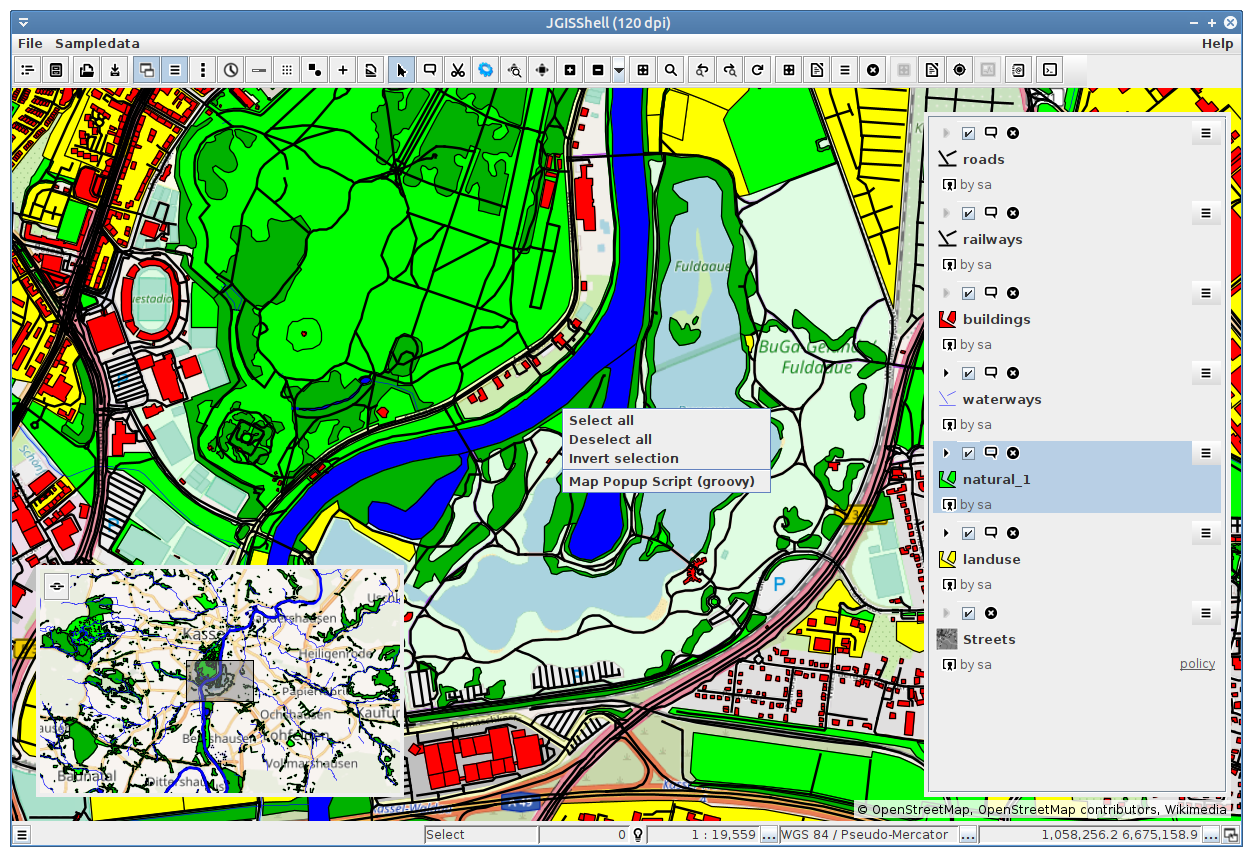 JGISShell (120 dpi)
File Sampledata Help
roads
by sa
railways
by sa
buildings
by sa
waterways
by sa
natural_1
by sa
landuse
by sa
Streets
by sa policy
Fuldaaue
BuGa Gelände/
Fuldaaue
Select all
Deselect all
Invert selection
Map Popup Script (groovy)
P
Kassel
Heiligenrode
Ochshausen
Vollmarshausen
Baunatal
Dittershausen
A 49
© OpenStreetMap, OpenStreetMap contributors, Wikimedia
Select 0 1 : 19,559 ... WGS 84 / Pseudo-Mercator ... 1,058,256.2 6,675,158.9 ...